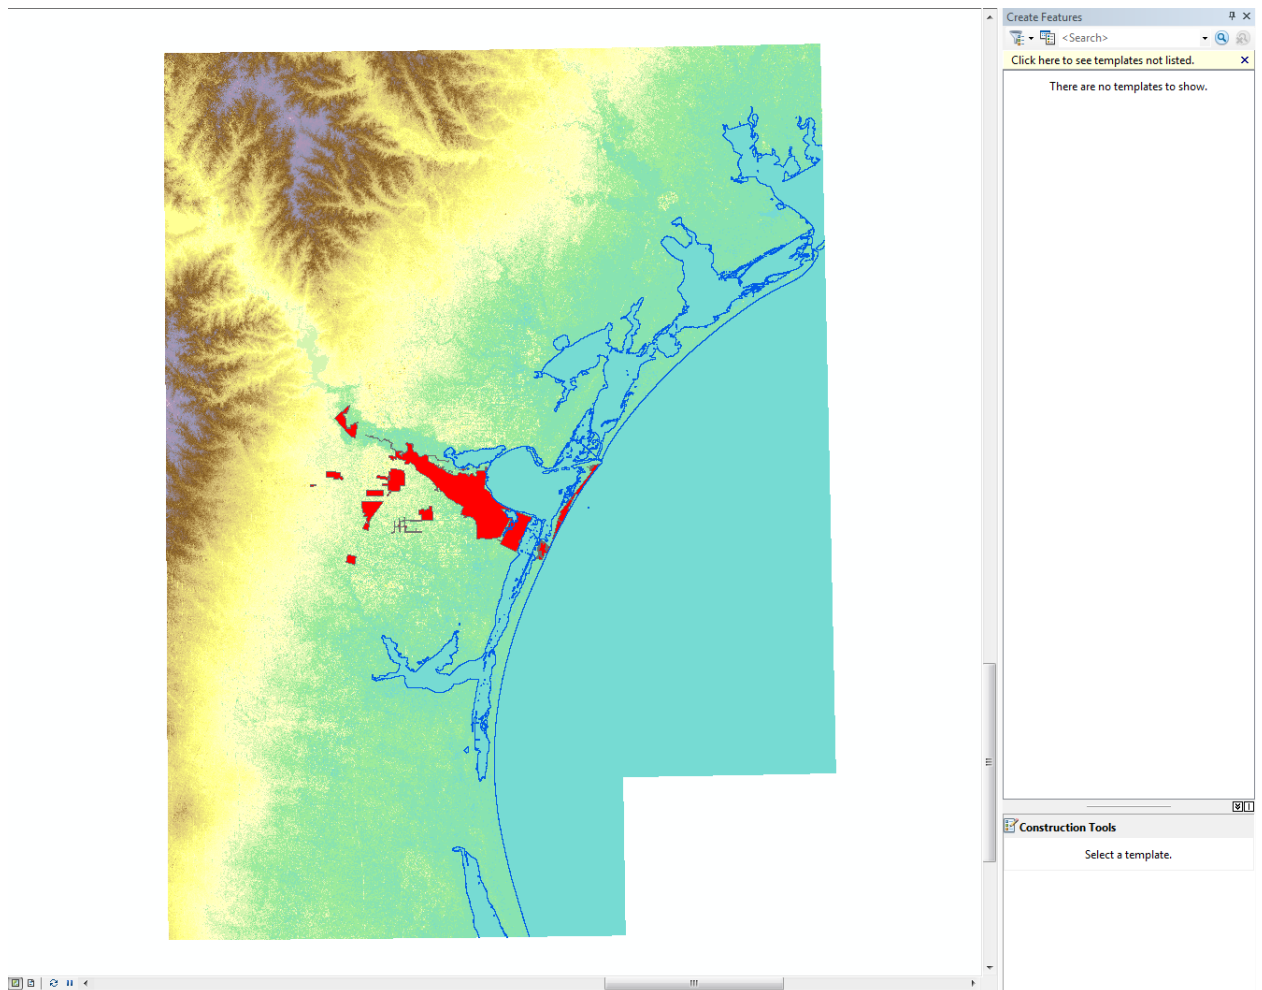 Create Features
<Search>
Click here to see templates not listed.
There are no templates to show.
Construction Tools
Select a template.